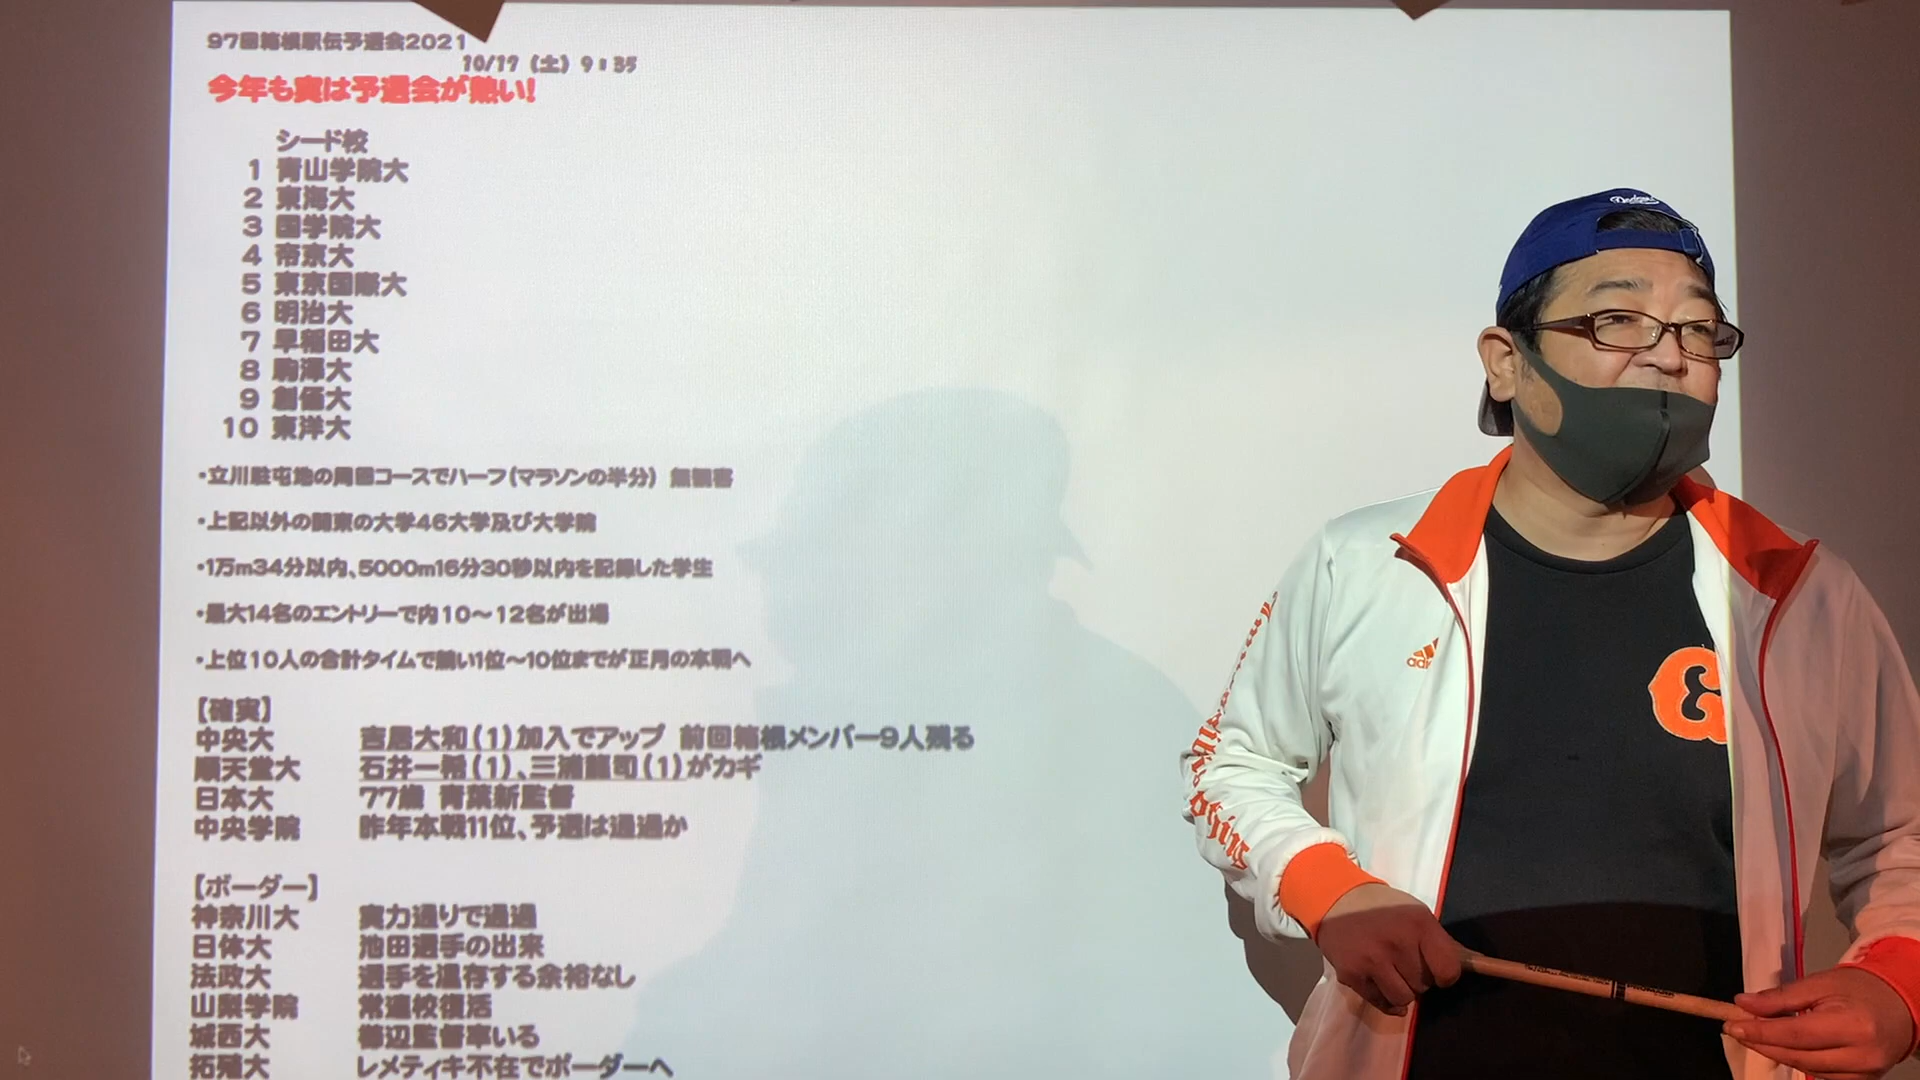 97回箱根駅伝予選会2021
10/17（土）9：35
今年も実は予選会が熱い！
シード校
1 青山学院大
2 東海大
3 国学院大
4 帝京大
5 東京国際大
6 明治大
7 早稲田大
8 駒澤大
9 創価大
10 東洋大
・立川駐屯地の周回コースでハーフ（マラソンの半分） 無観客
・上記以外の関東の大学46大学及び大学院
・1万m34分以内、5000m16分30秒以内を記録した学生
・最大14名のエントリーで内10～12名が出場
・上位10人の合計タイムで競い1位～10位までが正月の本戦へ
【確実】
中央大 吉居大和（1）加入でアップ 前回箱根メンバー9人残る
順天堂大 石井一希（1）、三浦龍司（1）がカギ
日本大 77歳 青葉新監督
中央学院 昨年本戦11位、予選は通過か
【ボーダー】
神奈川大 実力通りで通過
日体大 池田選手の出来
法政大 選手を温存する余裕なし
山梨学院 常連校復活
城西大 櫛辺監督率いる
拓殖大 レメティキ不在でボーダーへ
Dodgers
adi
G